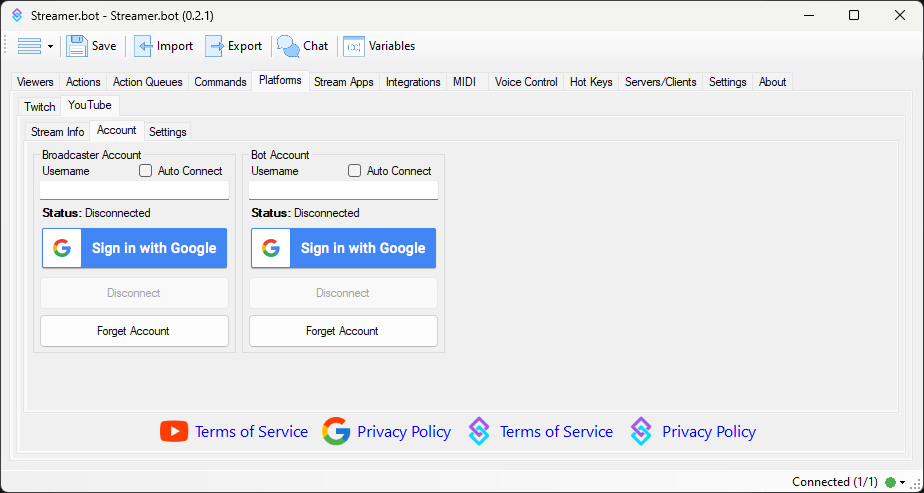 Streamer.bot - Streamer.bot (0.2.1)
Save Import Export Chat {x} Variables
Viewers Actions Action Queues Commands Platforms Stream Apps Integrations MIDI Voice Control Hot Keys Servers/Clients Settings About
Twitch YouTube
Stream Info Account Settings
Broadcaster Account Bot Account
Username Auto Connect Username Auto Connect
Status: Disconnected Status: Disconnected
Sign in with Google Sign in with Google
Disconnect Disconnect
Forget Account Forget Account
Terms of Service Privacy Policy Terms of Service Privacy Policy
Connected (1/1)